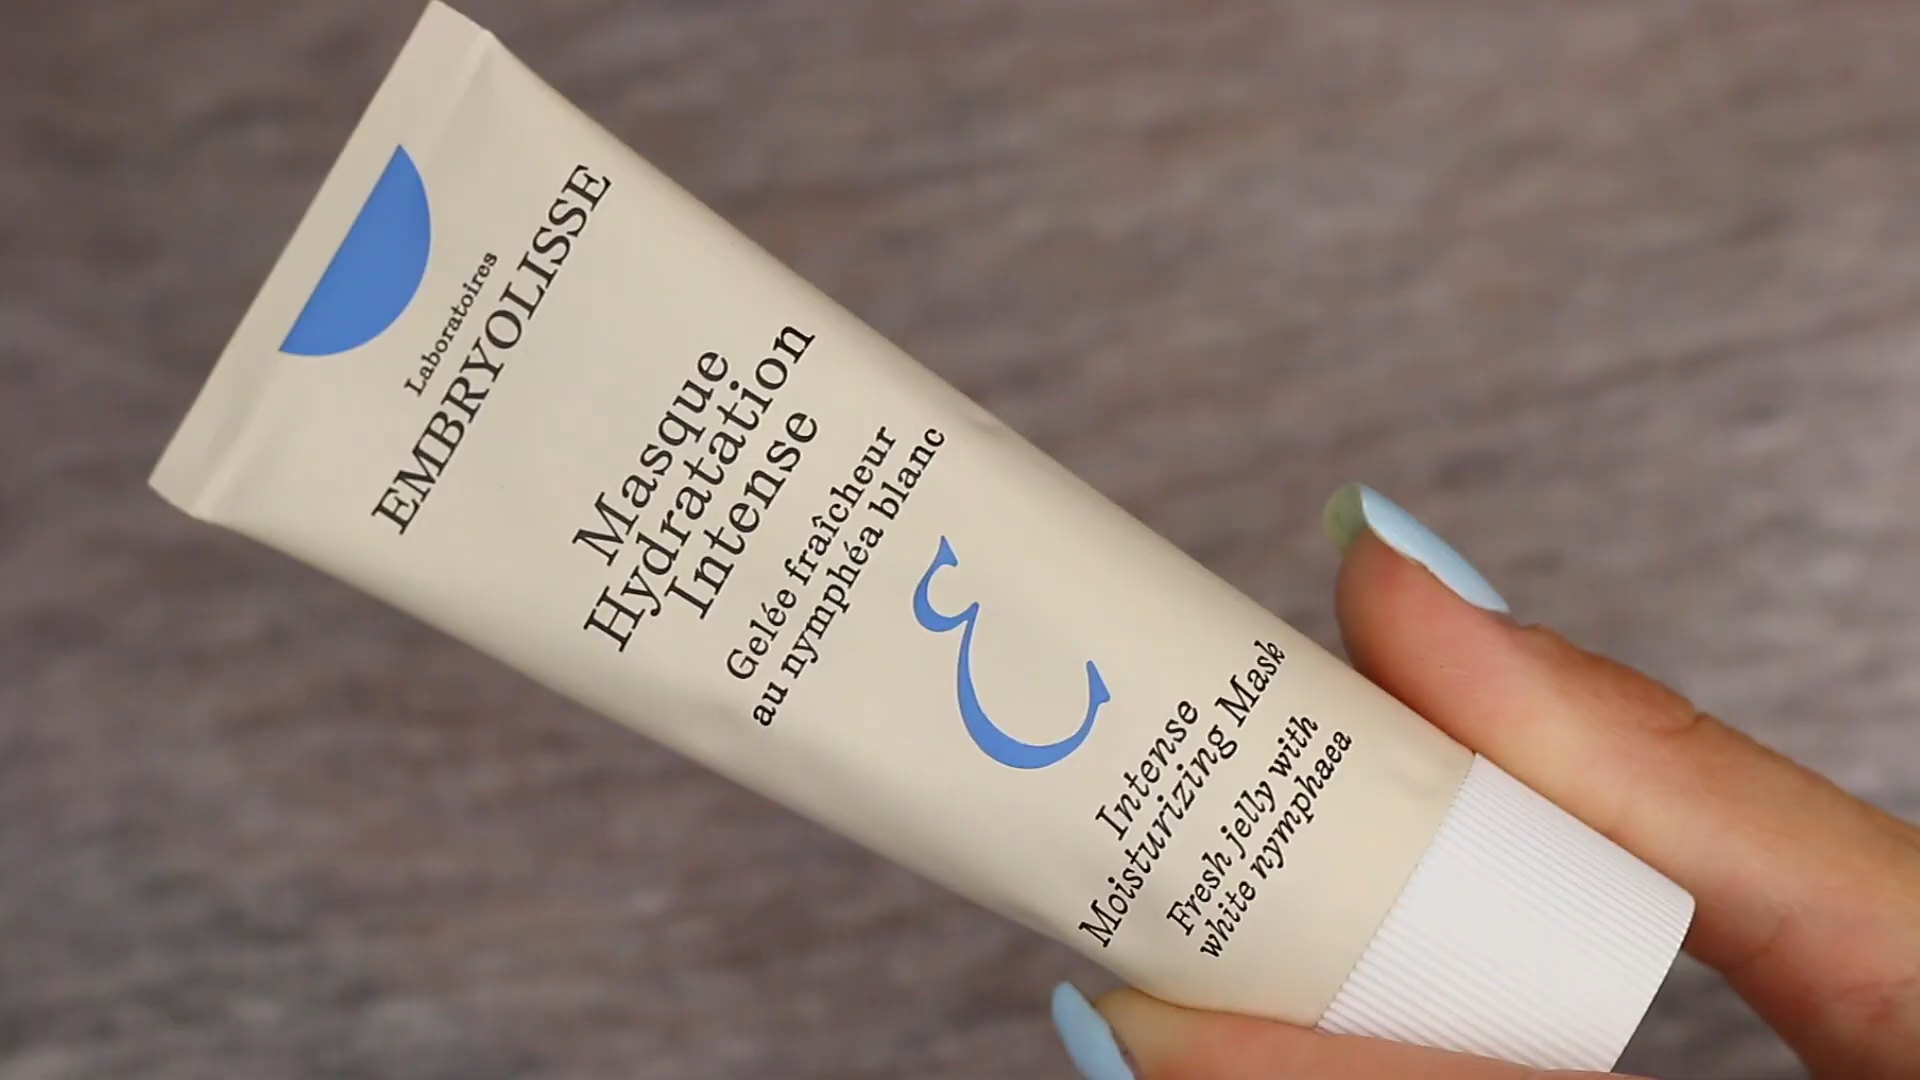 Laboratoires
EMBRYOLISSE
Masque
Hydratation
Intense
Gelée fraîcheur
au nymphéa blanc
Intense
Moisturizing Mask
Fresh jelly with
white nymphaea